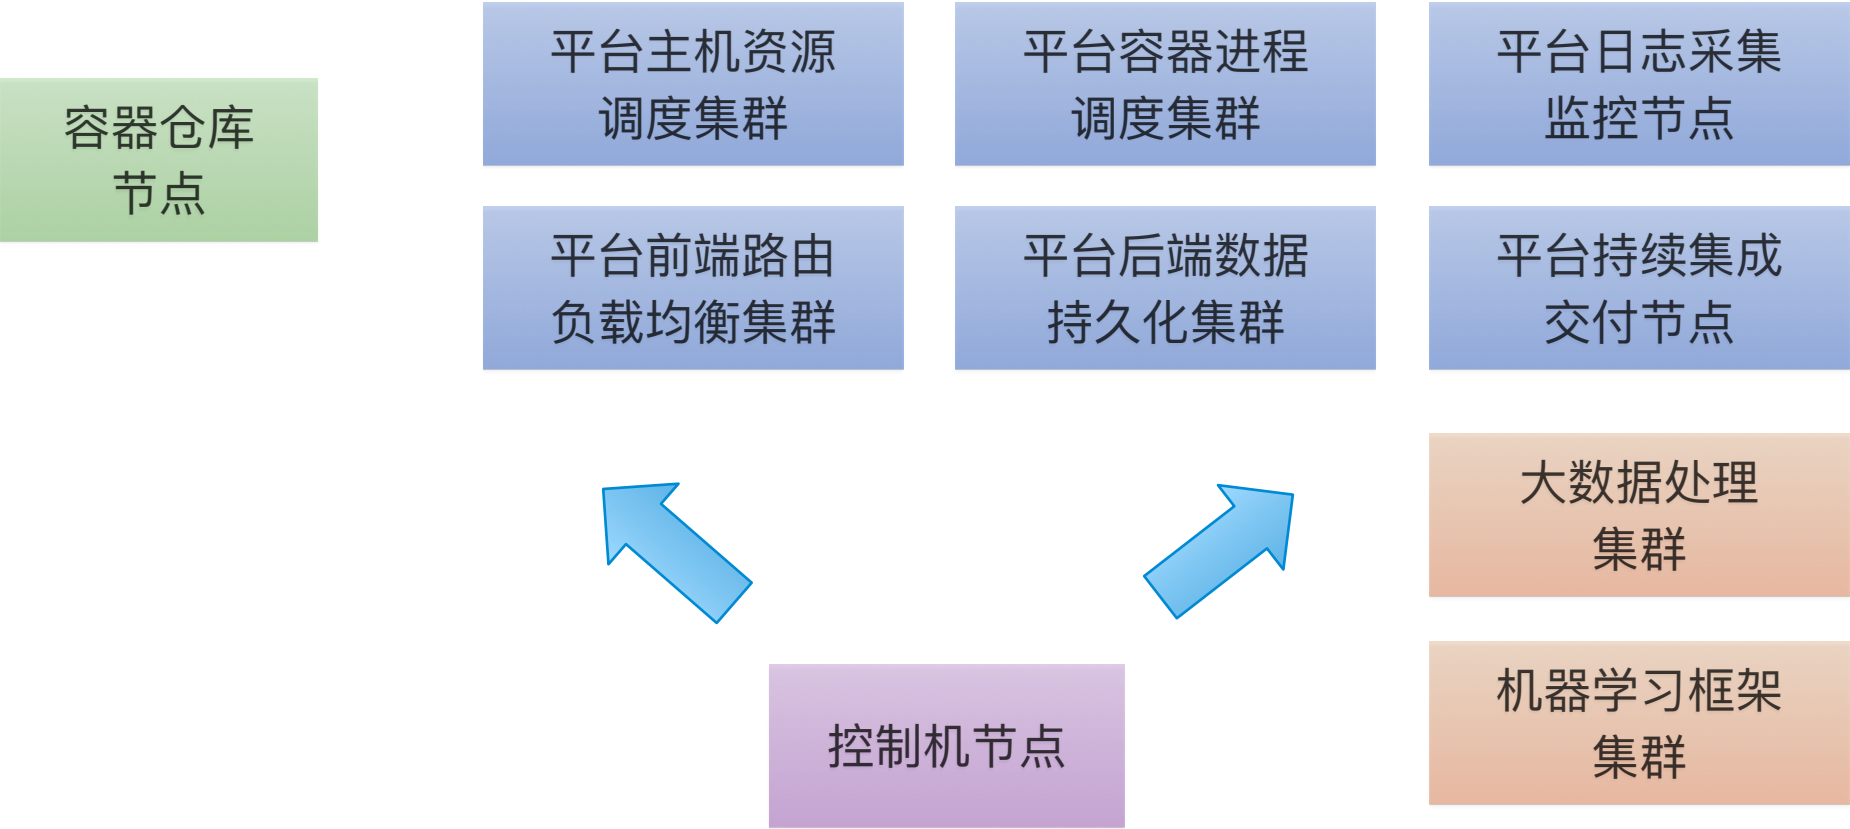 容器仓库
节点
平台主机资源
调度集群
平台容器进程
调度集群
平台日志采集
监控节点
平台前端路由
负载均衡集群
平台后端数据
持久化集群
平台持续集成
交付节点
大数据处理
集群
机器学习框架
集群
控制机节点